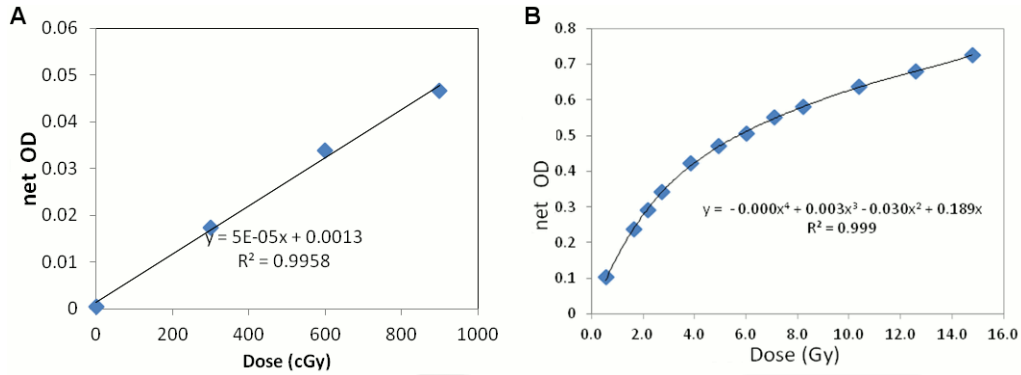 A
0.06
0.05
0.04
0.03
0.02
0.01
0
net OD
y = 5E-05x + 0.0013
R² = 0.9958
0 200 400 600 800 1000
Dose (cGy)
B
0.8
0.7
0.6
0.5
0.4
0.3
0.2
0.1
0
net OD
y = -0.000x⁴ + 0.003x³ - 0.030x² + 0.189x
R² = 0.999
0.0 2.0 4.0 6.0 8.0 10.0 12.0 14.0 16.0
Dose (Gy)